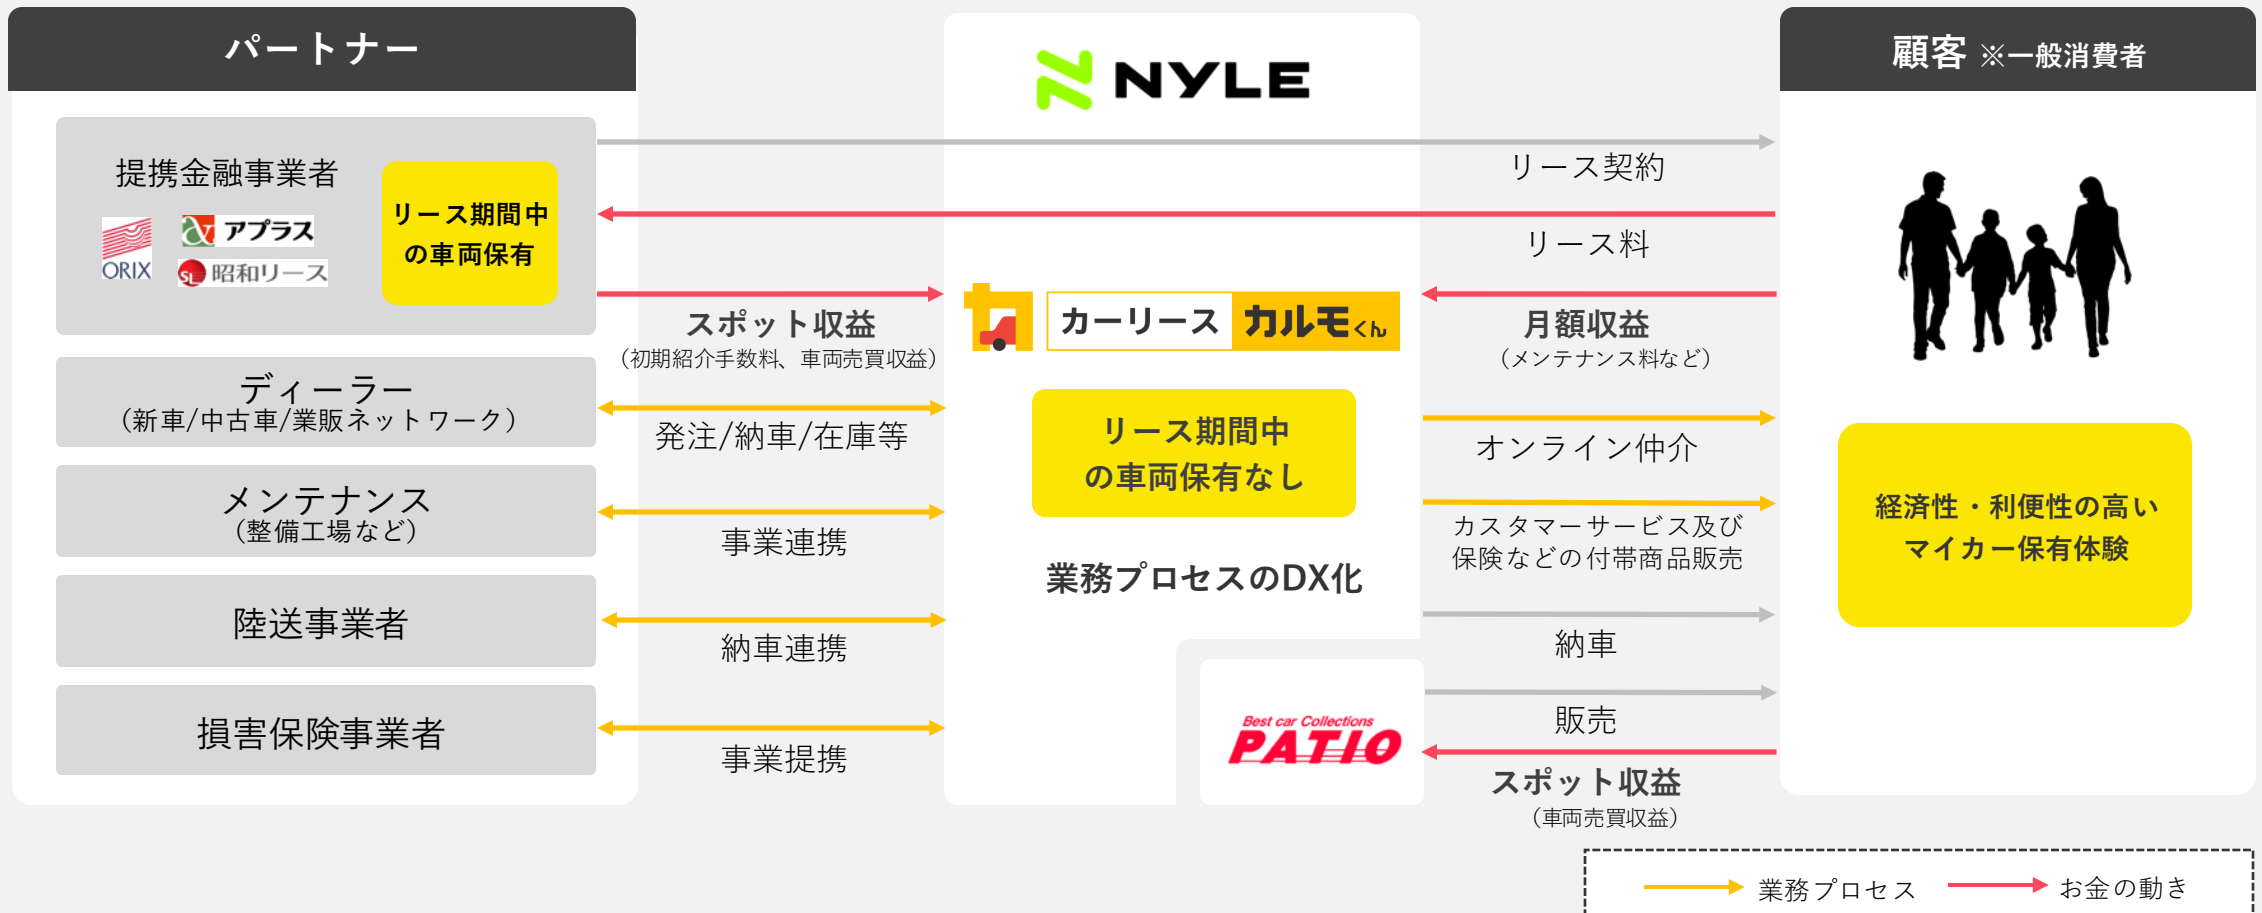 パートナー
NYLE
顧客 ※一般消費者
提携金融事業者
ORIX
アプラス
SL 昭和リース
リース期間中
の車両保有
リース契約
リース料
スポット収益
（初期紹介手数料、車両売買収益）
カーリース カルモくん
月額収益
（メンテナンス料など）
ディーラー
（新車/中古車/業販ネットワーク）
発注/納車/在庫等
リース期間中
の車両保有なし
オンライン仲介
メンテナンス
（整備工場など）
事業連携
カスタマーサービス及び
保険などの付帯商品販売
経済性・利便性の高い
マイカー保有体験
業務プロセスのDX化
陸送事業者
納車連携
納車
損害保険事業者
事業提携
Best car Collections
PATIO
販売
スポット収益
（車両売買収益）
業務プロセス
お金の動き